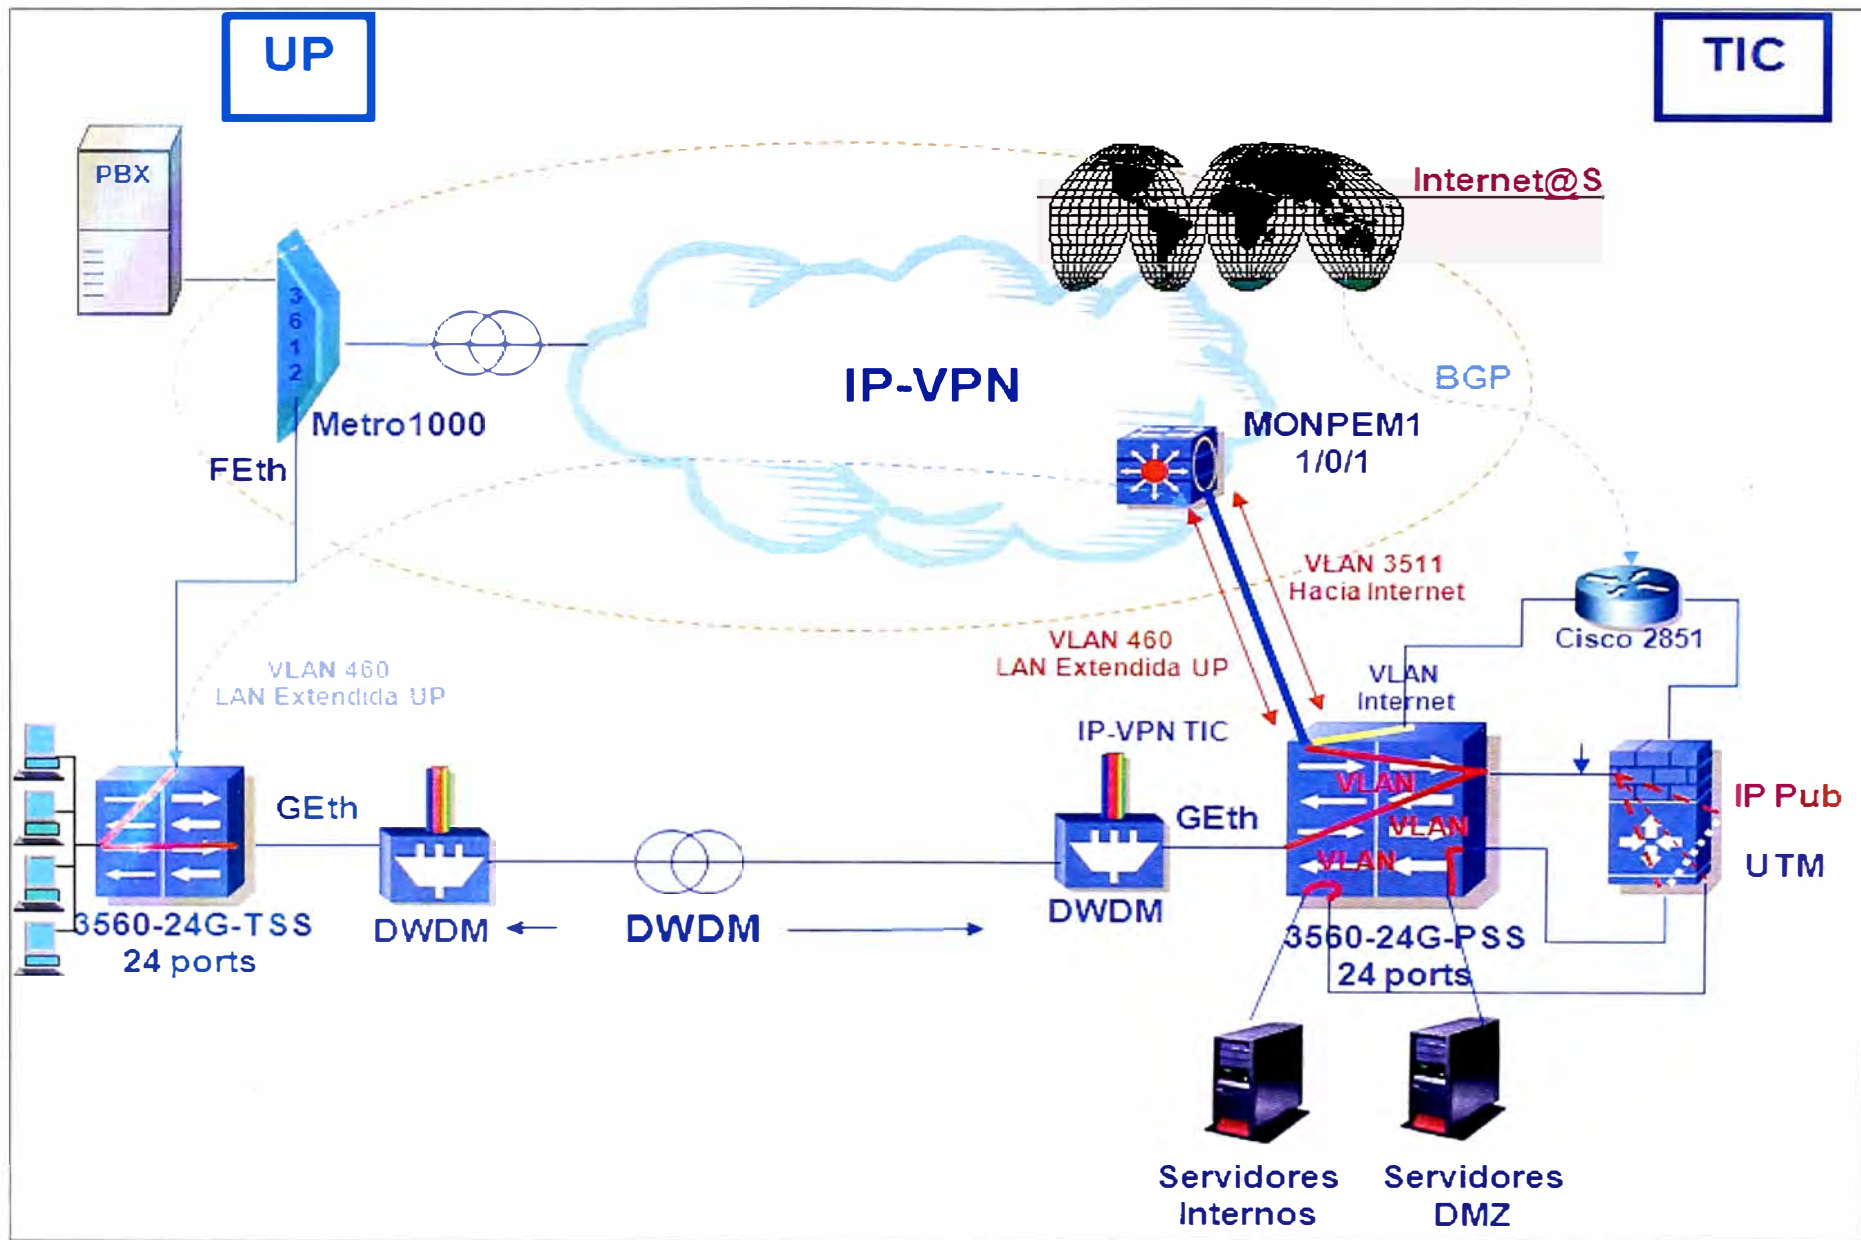 UP
TIC
PBX
Internet@S
3612
IP-VPN
BGP
Metro1000
MONPEM1
1/0/1
FEth
VLAN 3511
Hacia Internet
VLAN 460
LAN Extendida UP
Cisco 2851
VLAN 460
LAN Extendida UP
VLAN
Internet
IP-VPN TIC
GEth
GEth
VLAN
VLAN
VLAN
IP Pub
UTM
3560-24G-TSS
24 ports
DWDM
DWDM
DWDM
3560-24G-PSS
24 ports
Servidores
Internos
Servidores
DMZ